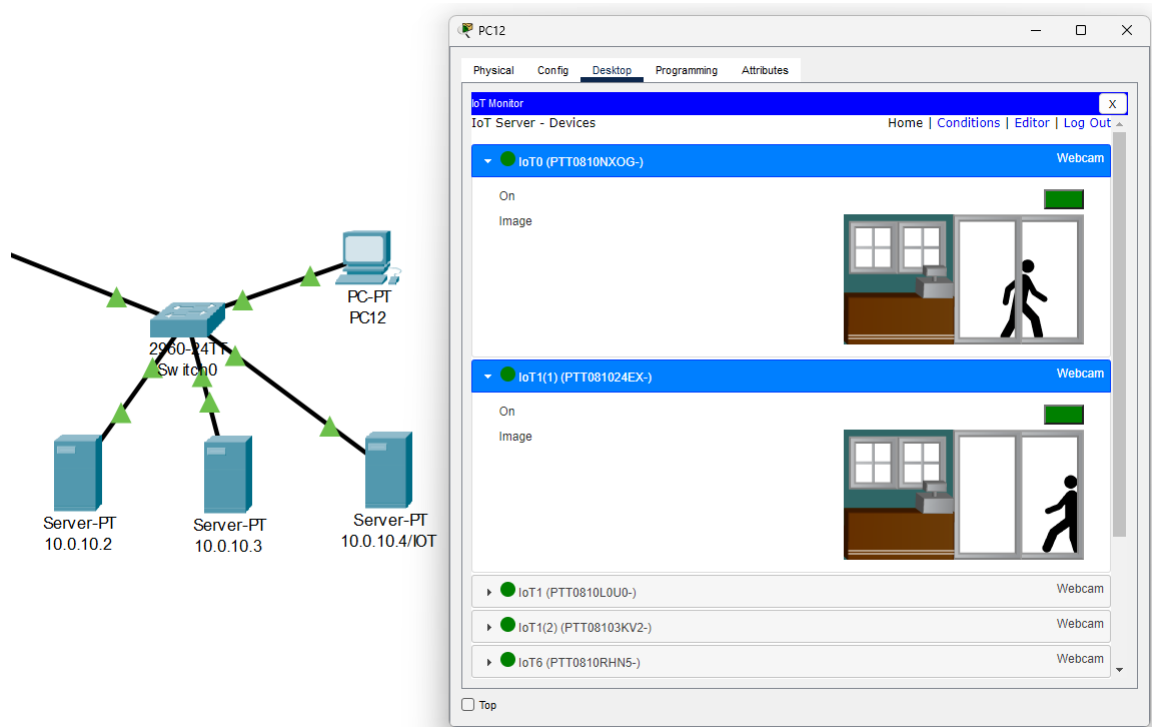 PC12
Physical Config Desktop Programming Attributes
IoT Monitor X
IoT Server - Devices Home | Conditions | Editor | Log Out
IoT0 (PTT0810NXOG-) Webcam
On
Image
IoT1(1) (PTT081024EX-) Webcam
On
Image
IoT1 (PTT0810L0U0-) Webcam
IoT1(2) (PTT08103KV2-) Webcam
IoT6 (PTT0810RHN5-) Webcam
Top
PC-PT
PC12
2960-24TT
Switch0
Server-PT
10.0.10.2
Server-PT
10.0.10.3
Server-PT
10.0.10.4/IOT